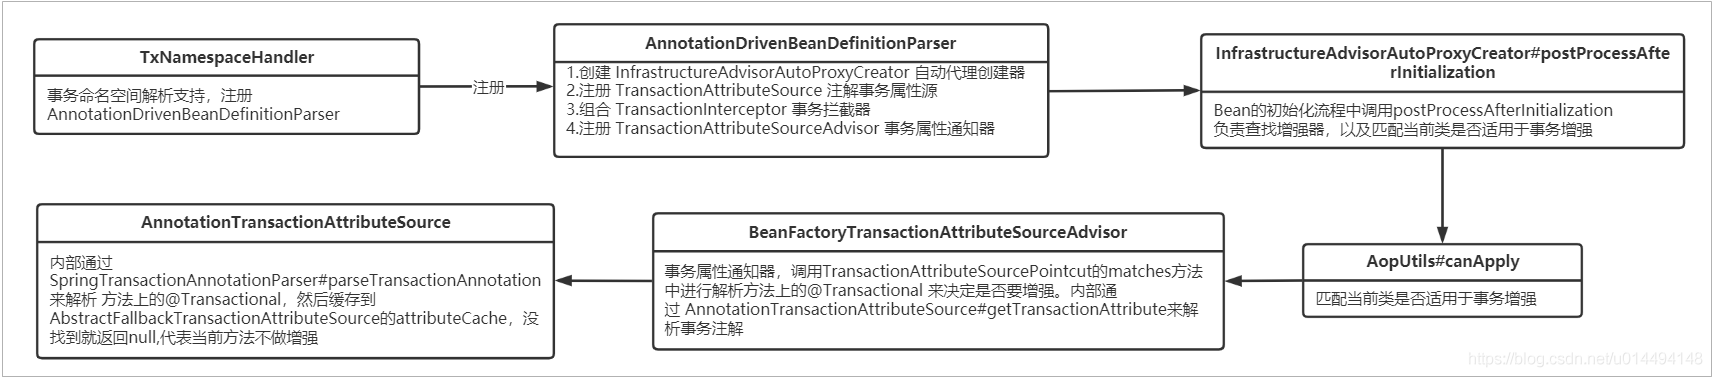 TxNamespaceHandler
事务命名空间解析支持，注册
AnnotationDrivenBeanDefinitionParser
注册
AnnotationDrivenBeanDefinitionParser
1.创建 InfrastructureAdvisorAutoProxyCreator 自动代理创建器
2.注册 TransactionAttributeSource 注解事务属性源
3.组合 TransactionInterceptor 事务拦截器
4.注册 TransactionAttributeSourceAdvisor 事务属性通知器
InfrastructureAdvisorAutoProxyCreator#postProcessAfte
rInitialization
Bean的初始化流程中调用postProcessAfterInitialization
负责查找增强器，以及匹配当前类是否适用于事务增强
AopUtils#canApply
匹配当前类是否适用于事务增强
BeanFactoryTransactionAttributeSourceAdvisor
事务属性通知器，调用TransactionAttributeSourcePointcut的matches方法
中进行解析方法上的@Transactional 来决定是否要增强。内部通
过 AnnotationTransactionAttributeSource#getTransactionAttribute来解
析事务注解
AnnotationTransactionAttributeSource
内部通过
SpringTransactionAnnotationParser#parseTransactionAnnotation
来解析 方法上的@Transactional，然后缓存到
AbstractFallbackTransactionAttributeSource的attributeCache，没
找到就返回null,代表当前方法不做增强
https://blog.csdn.net/u014494148